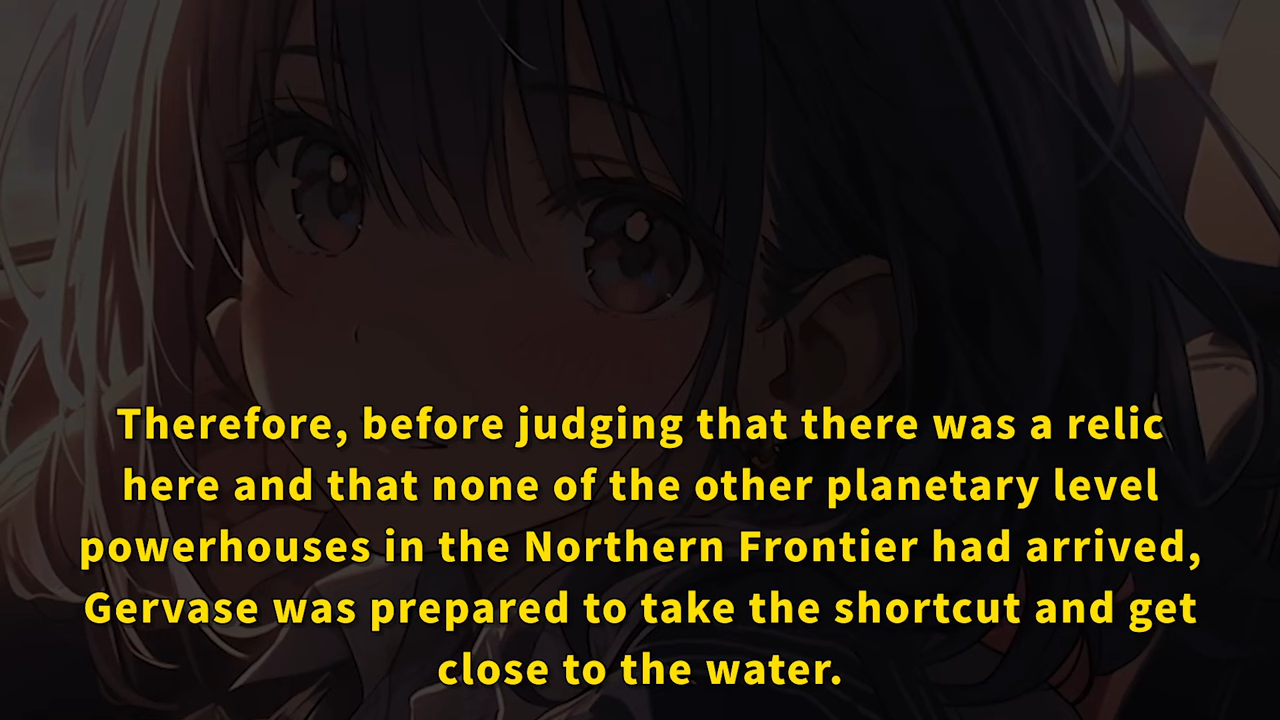 Therefore, before judging that there was a relic
here and that none of the other planetary level
powerhouses in the Northern Frontier had arrived,
Gervase was prepared to take the shortcut and get
close to the water.